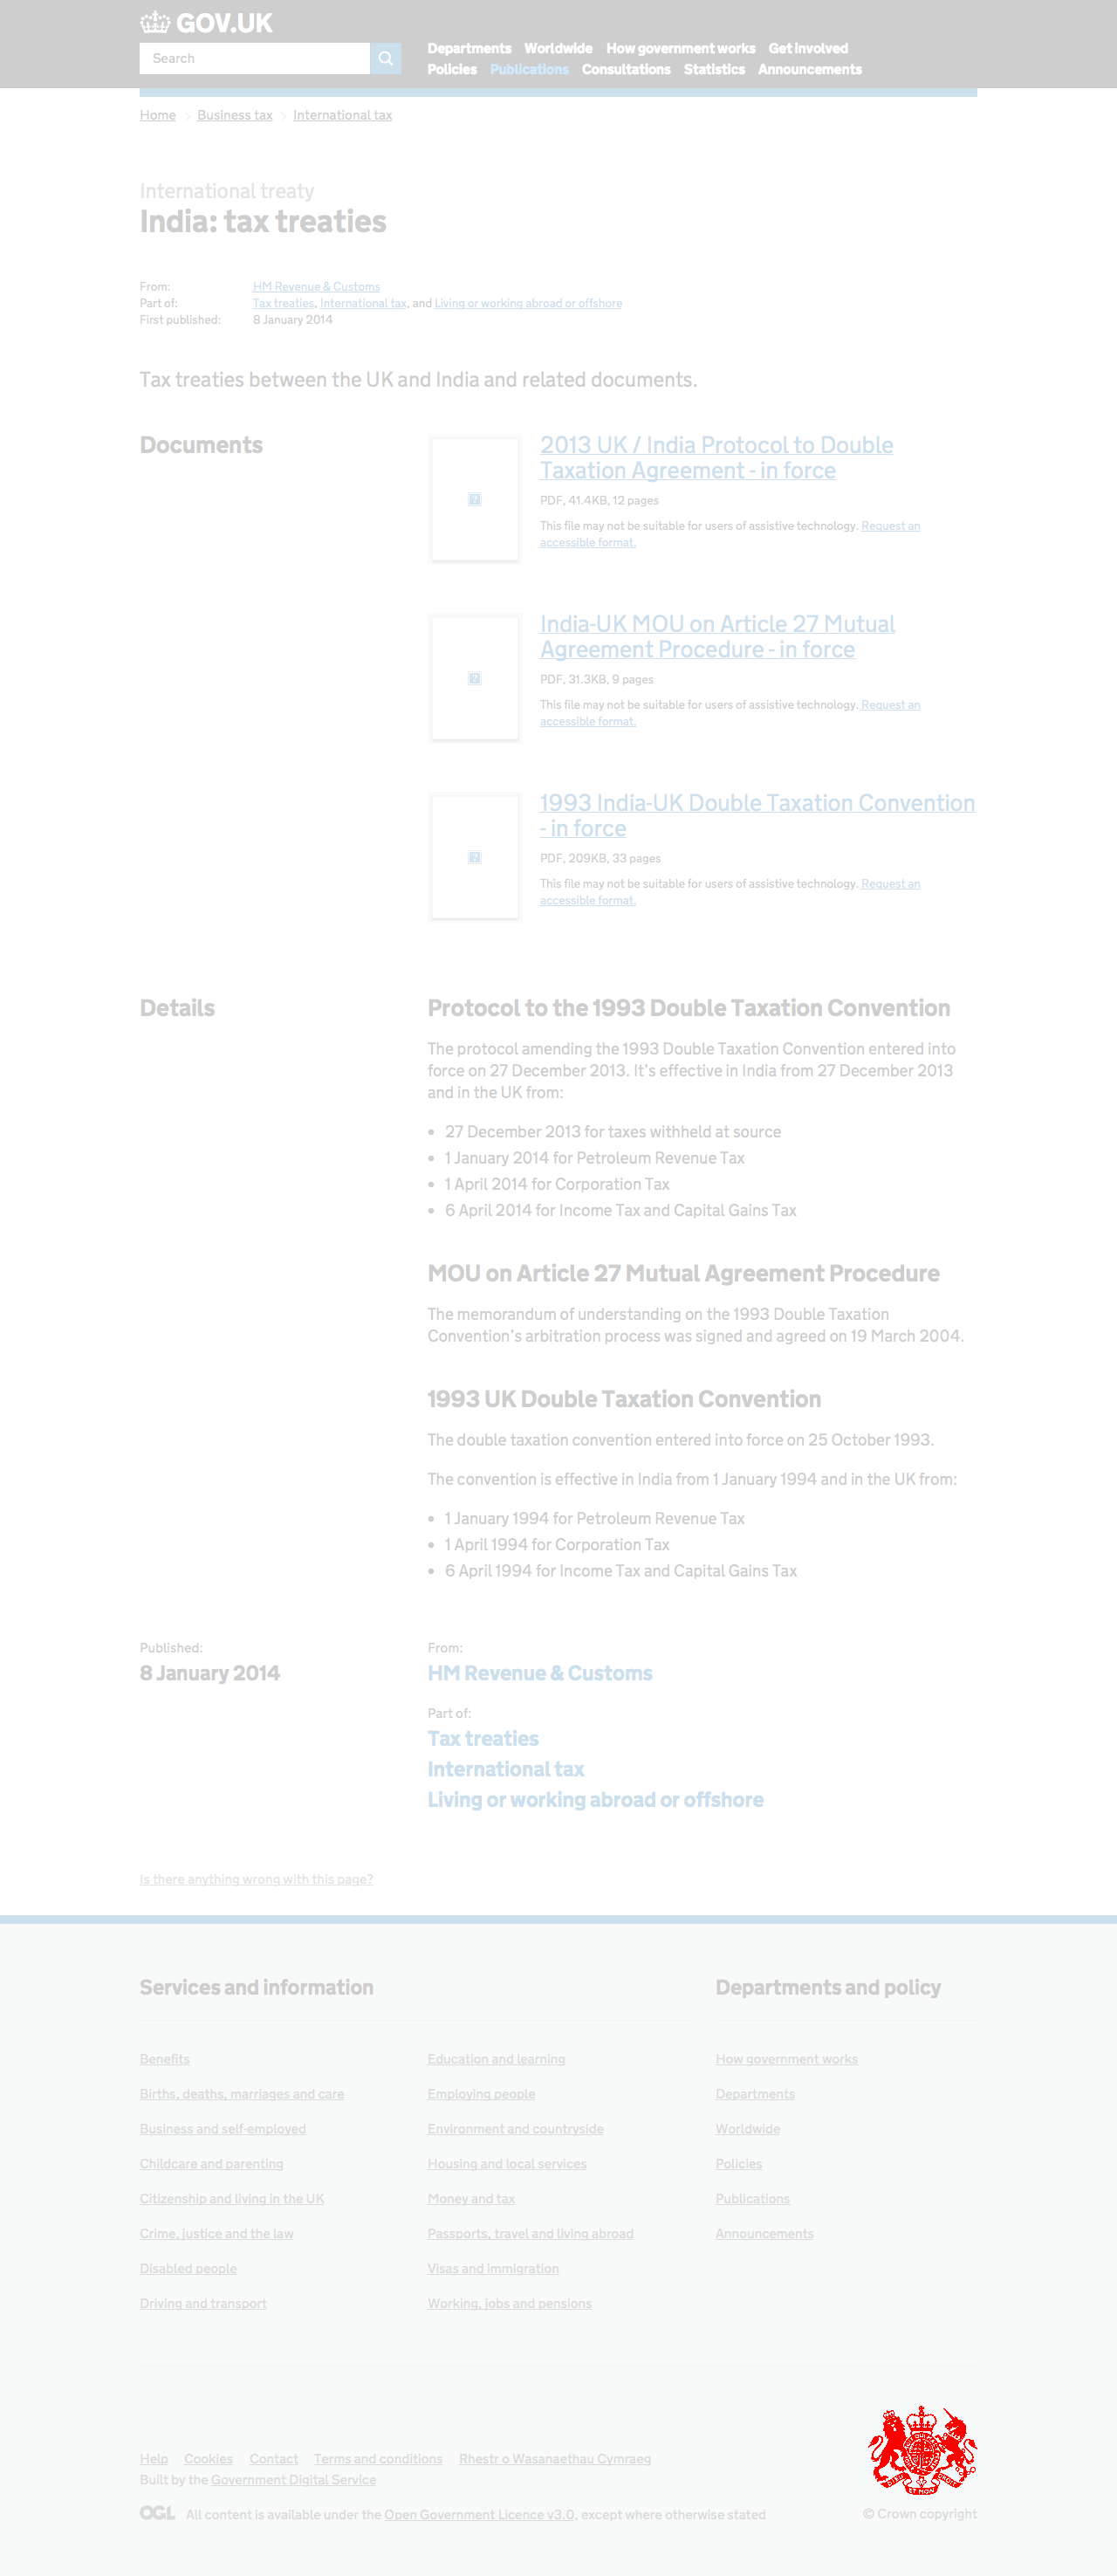 GOV.UK
Search
Departments Worldwide How government works Get involved
Policies Publications Consultations Statistics Announcements
Home Business tax International tax
International treaty
India: tax treaties
From: HM Revenue & Customs
Part of: Tax treaties, International tax, and Living or working abroad or offshore
First published: 8 January 2014
Tax treaties between the UK and India and related documents.
Documents
2013 UK / India Protocol to Double
Taxation Agreement - in force
PDF, 41.4KB, 12 pages
This file may not be suitable for users of assistive technology. Request an
accessible format.
India-UK MOU on Article 27 Mutual
Agreement Procedure - in force
PDF, 31.3KB, 9 pages
This file may not be suitable for users of assistive technology. Request an
accessible format.
1993 India-UK Double Taxation Convention
- in force
PDF, 209KB, 33 pages
This file may not be suitable for users of assistive technology. Request an
accessible format.
Details
Protocol to the 1993 Double Taxation Convention
The protocol amending the 1993 Double Taxation Convention entered into
force on 27 December 2013. It's effective in India from 27 December 2013
and in the UK from:
• 27 December 2013 for taxes withheld at source
• 1 January 2014 for Petroleum Revenue Tax
• 1 April 2014 for Corporation Tax
• 6 April 2014 for Income Tax and Capital Gains Tax
MOU on Article 27 Mutual Agreement Procedure
The memorandum of understanding on the 1993 Double Taxation
Convention's arbitration process was signed and agreed on 19 March 2004.
1993 UK Double Taxation Convention
The double taxation convention entered into force on 25 October 1993.
The convention is effective in India from 1 January 1994 and in the UK from:
• 1 January 1994 for Petroleum Revenue Tax
• 1 April 1994 for Corporation Tax
• 6 April 1994 for Income Tax and Capital Gains Tax
Published:
8 January 2014
From:
HM Revenue & Customs
Part of:
Tax treaties
International tax
Living or working abroad or offshore
Is there anything wrong with this page?
Services and information
Benefits
Births, deaths, marriages and care
Business and self-employed
Childcare and parenting
Citizenship and living in the UK
Crime, justice and the law
Disabled people
Driving and transport
Education and learning
Employing people
Environment and countryside
Housing and local services
Money and tax
Passports, travel and living abroad
Visas and immigration
Working, jobs and pensions
Departments and policy
How government works
Departments
Worldwide
Policies
Publications
Announcements
Help Cookies Contact Terms and conditions Rhestr o Wasanaethau Cymraeg
Built by the Government Digital Service
OGL All content is available under the Open Government Licence v3.0, except where otherwise stated
© Crown copyright